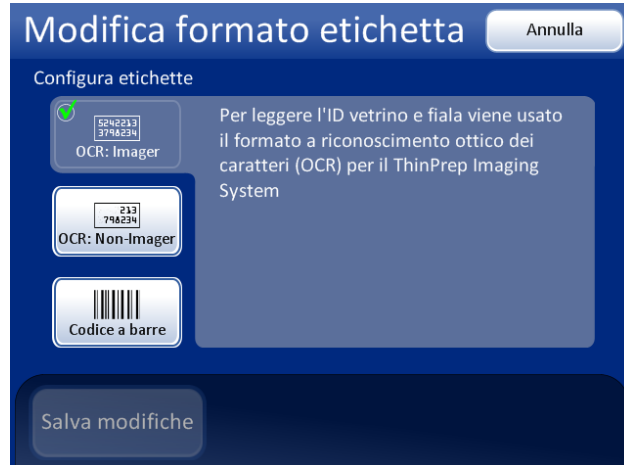 Modifica formato etichetta
Annulla
Configura etichette
5242213
3798234
OCR: Imager
Per leggere l'ID vetrino e fiala viene usato
il formato a riconoscimento ottico dei
caratteri (OCR) per il ThinPrep Imaging
System
213
798234
OCR: Non-Imager
Codice a barre
Salva modifiche